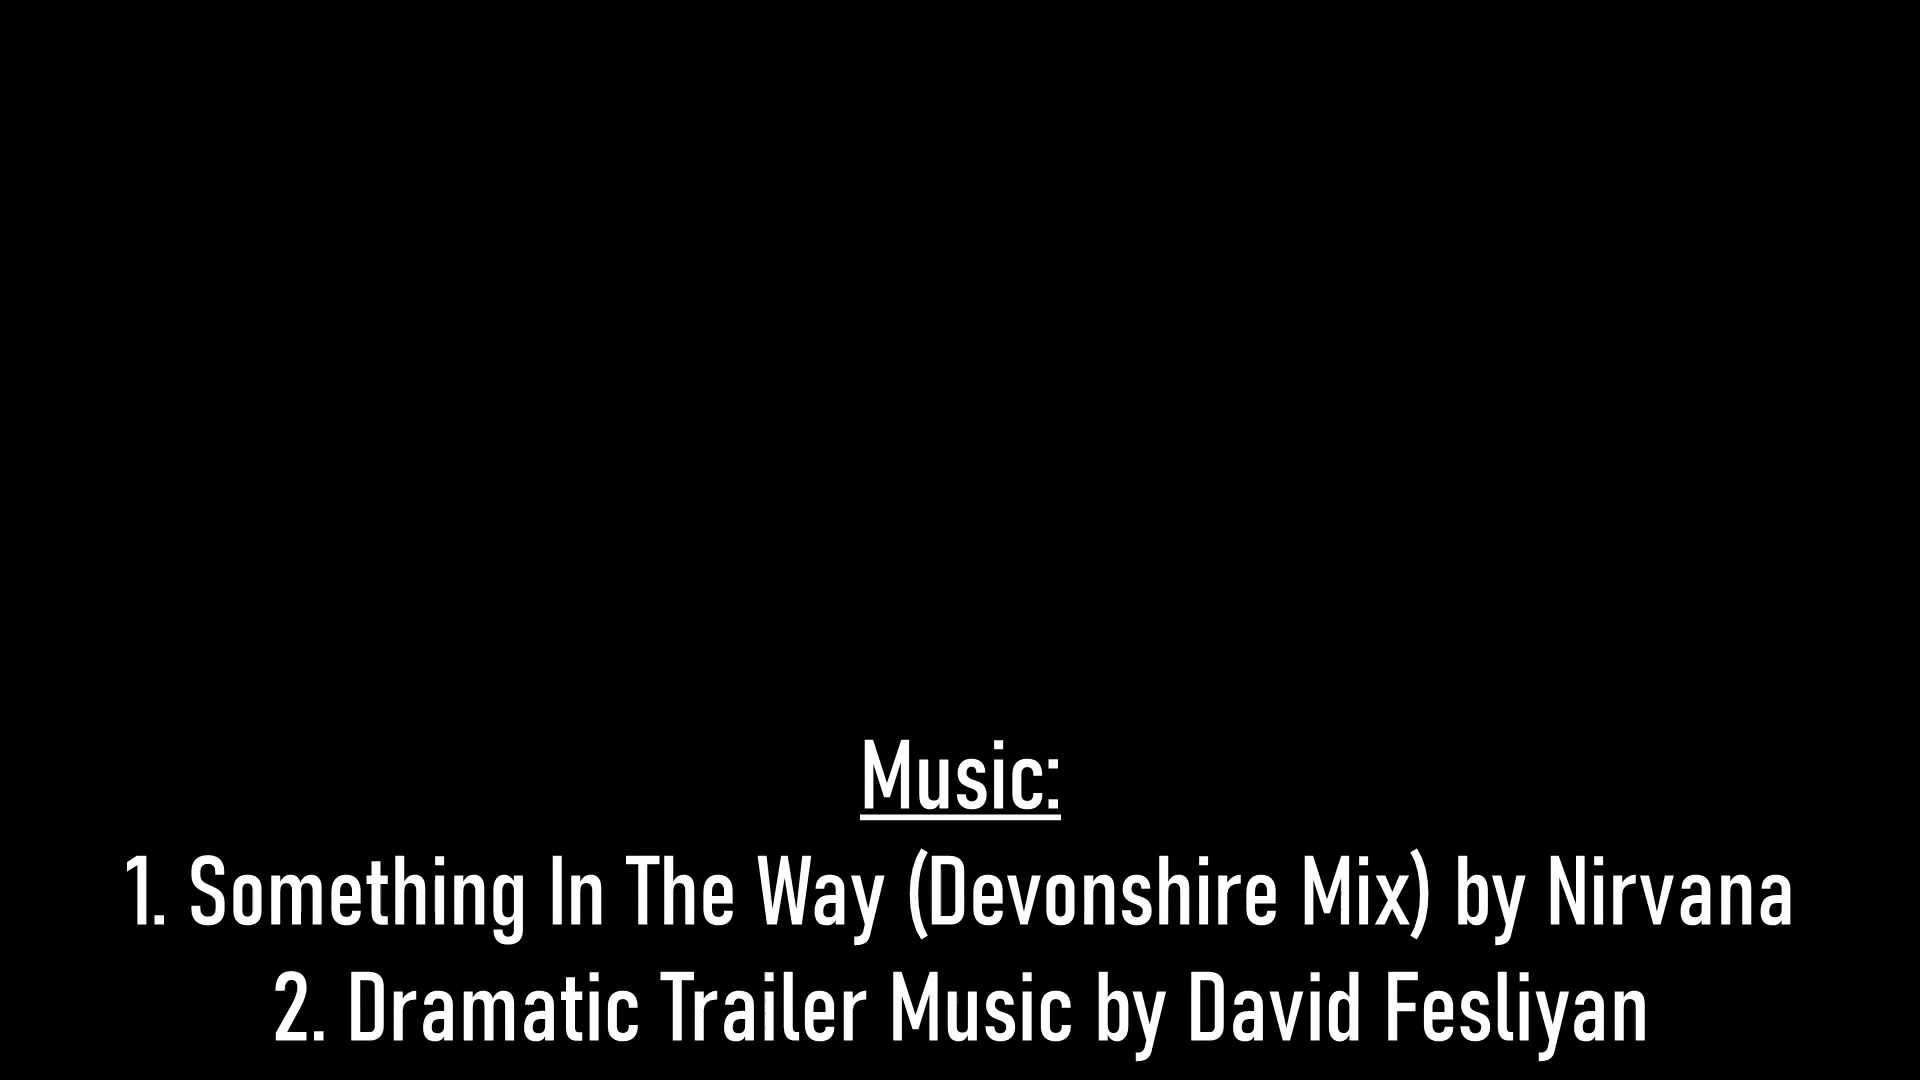 Music:
1. Something In The Way (Devonshire Mix) by Nirvana
2. Dramatic Trailer Music by David Fesliyan